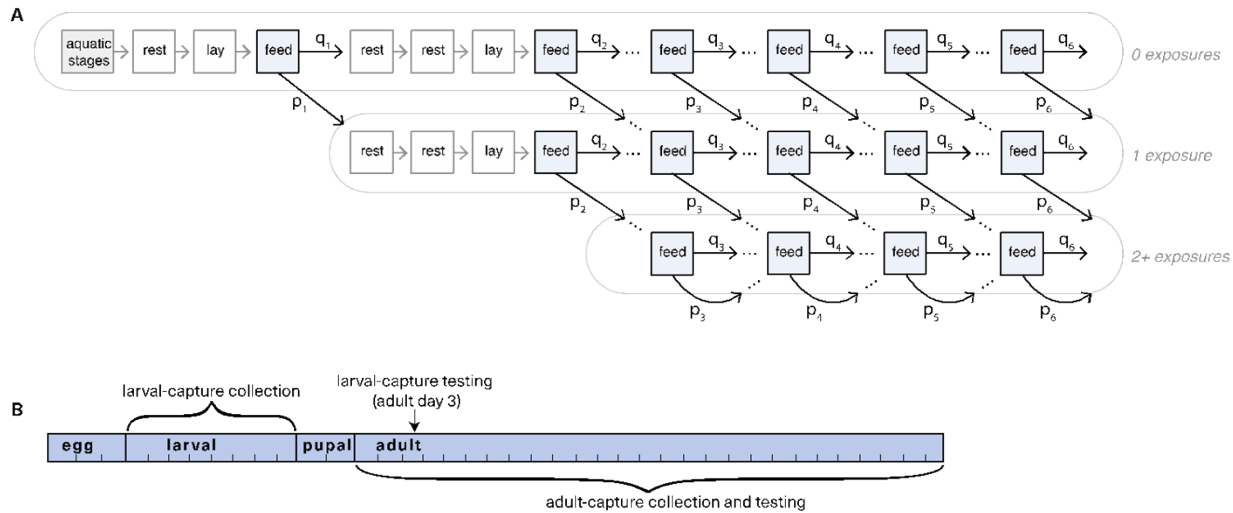 A
aquatic stages rest lay feed q1 rest rest lay feed q2 ... feed q3 ... feed q4 ... feed q5 ... feed q6 0 exposures
p1 p2 ... p3 ... p4 ... p5 ... p6
rest rest lay feed q2 ... feed q3 ... feed q4 ... feed q5 ... feed q6 1 exposure
p2 ... p3 ... p4 ... p5 ... p6
feed q3 ... feed q4 ... feed q5 ... feed q6 2+ exposures
p3 ... p4 ... p5 ... p6
larval-capture collection
larval-capture testing
(adult day 3)
B
egg larval pupal adult
adult-capture collection and testing